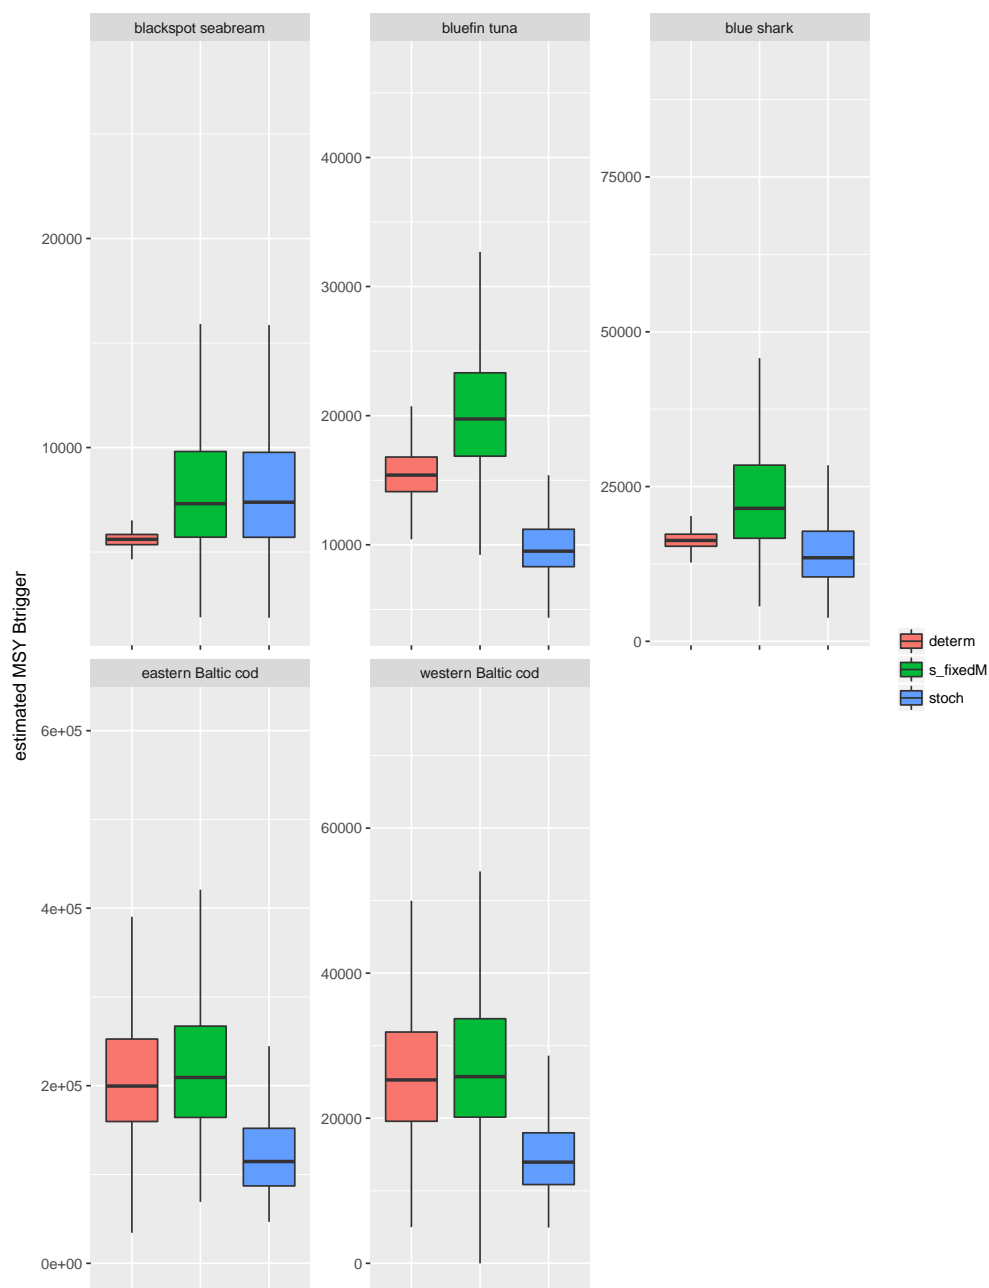 blackspot seabream
bluefin tuna
blue shark
20000
10000
40000
30000
20000
10000
75000
50000
25000
0
estimated MSY Btrigger
eastern Baltic cod
western Baltic cod
6e+05
4e+05
2e+05
0e+00
60000
40000
20000
0
determ
s_fixedM
stoch